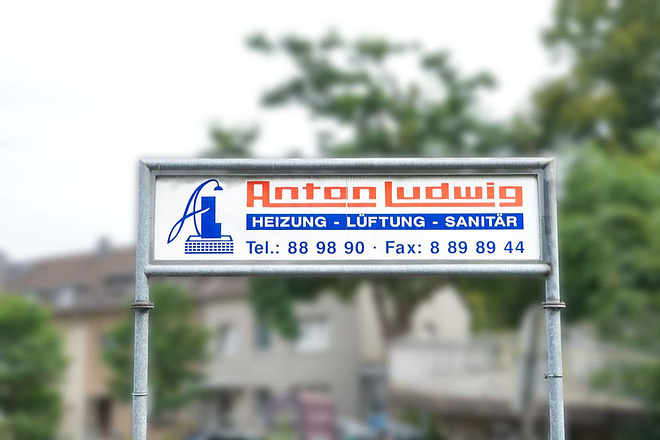 Anton Ludwig
HEIZUNG - LÜFTUNG - SANITÄR
Tel.: 88 98 90 · Fax: 8 89 89 44